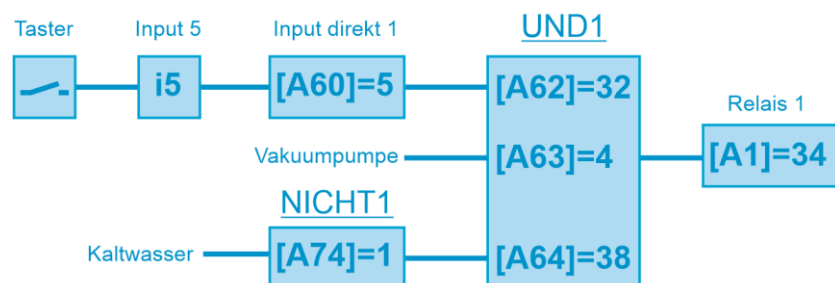 Taster
Input 5
Input direkt 1
UND1
i5
[A60]=5
[A62]=32
Relais 1
Vakuumpumpe
[A63]=4
[A1]=34
NICHT1
Kaltwasser
[A74]=1
[A64]=38